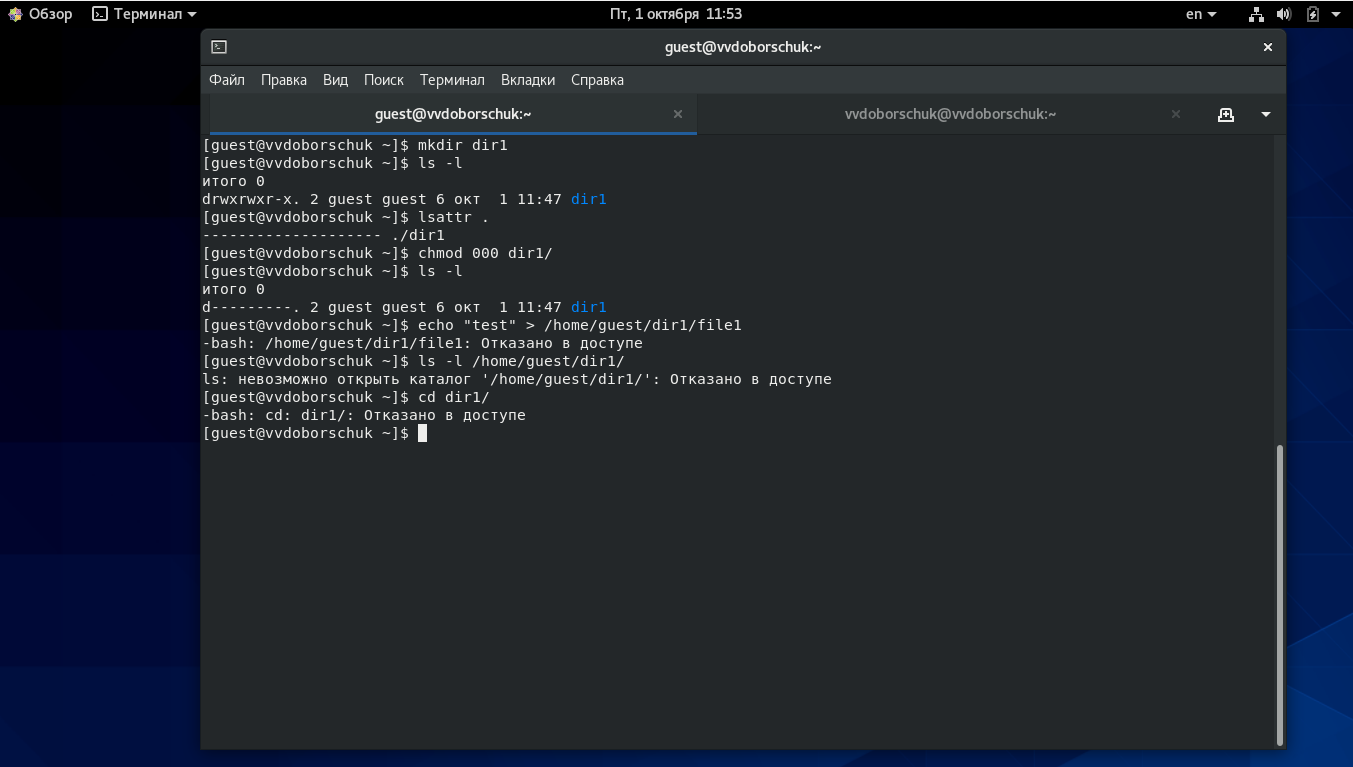 Обзор Терминал Пт, 1 октября 11:53 en
guest@vvdoborschuk:~
Файл Правка Вид Поиск Терминал Вкладки Справка
guest@vvdoborschuk:~ vvdoborschuk@vvdoborschuk:~
[guest@vvdoborschuk ~]$ mkdir dir1
[guest@vvdoborschuk ~]$ ls -l
итого 0
drwxrwxr-x. 2 guest guest 6 окт  1 11:47 dir1
[guest@vvdoborschuk ~]$ lsattr .
-------------------- ./dir1
[guest@vvdoborschuk ~]$ chmod 000 dir1/
[guest@vvdoborschuk ~]$ ls -l
итого 0
d---------. 2 guest guest 6 окт  1 11:47 dir1
[guest@vvdoborschuk ~]$ echo "test" > /home/guest/dir1/file1
-bash: /home/guest/dir1/file1: Отказано в доступе
[guest@vvdoborschuk ~]$ ls -l /home/guest/dir1/
ls: невозможно открыть каталог '/home/guest/dir1/': Отказано в доступе
[guest@vvdoborschuk ~]$ cd dir1/
-bash: cd: dir1/: Отказано в доступе
[guest@vvdoborschuk ~]$